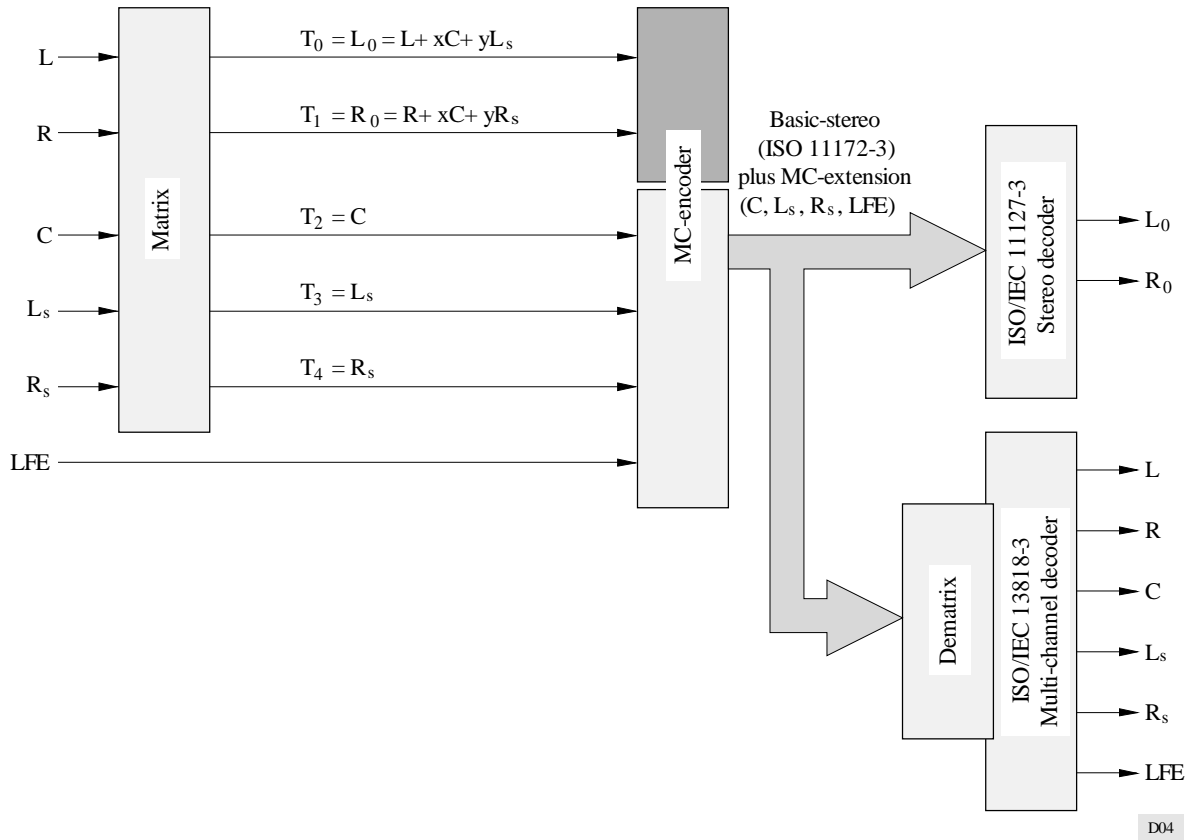 L
R
C
Ls
Rs
LFE
Matrix
T0 = L0 = L+ xC+ yLs
T1 = R0 = R+ xC+ yRs
T2 = C
T3 = Ls
T4 = Rs
MC-encoder
Basic-stereo
(ISO 11172-3)
plus MC-extension
(C, Ls, Rs, LFE)
ISO/IEC 11127-3
Stereo decoder
L0
R0
Dematrix
ISO/IEC 13818-3
Multi-channel decoder
L
R
C
Ls
Rs
LFE
D04